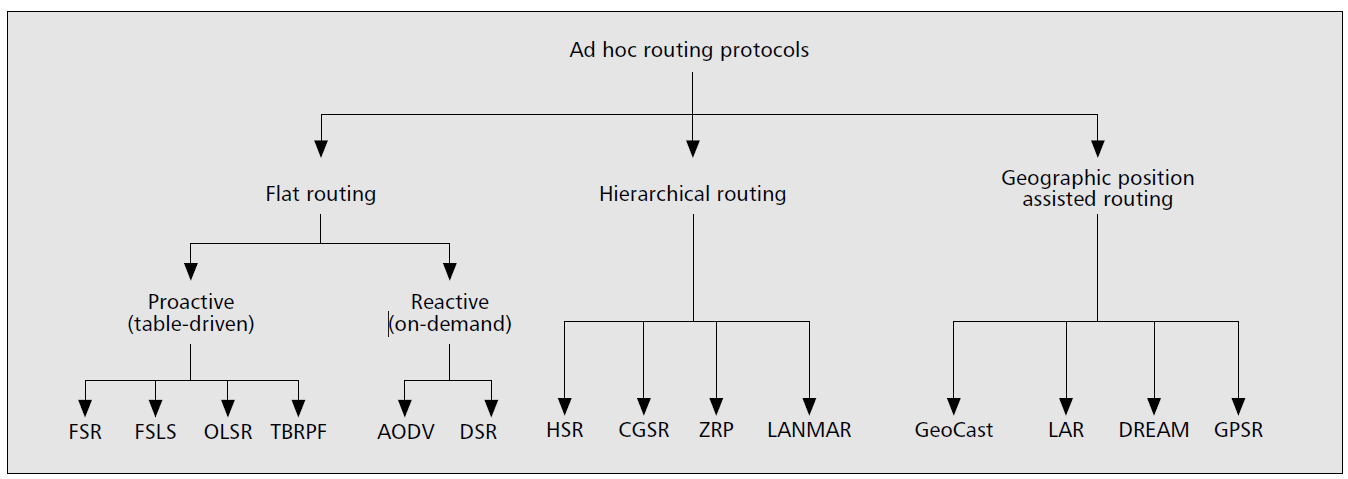 Ad hoc routing protocols
Flat routing
Hierarchical routing
Geographic position
assisted routing
Proactive
(table-driven)
Reactive
(on-demand)
FSR
FSLS
OLSR
TBRPF
AODV
DSR
HSR
CGSR
ZRP
LANMAR
GeoCast
LAR
DREAM
GPSR